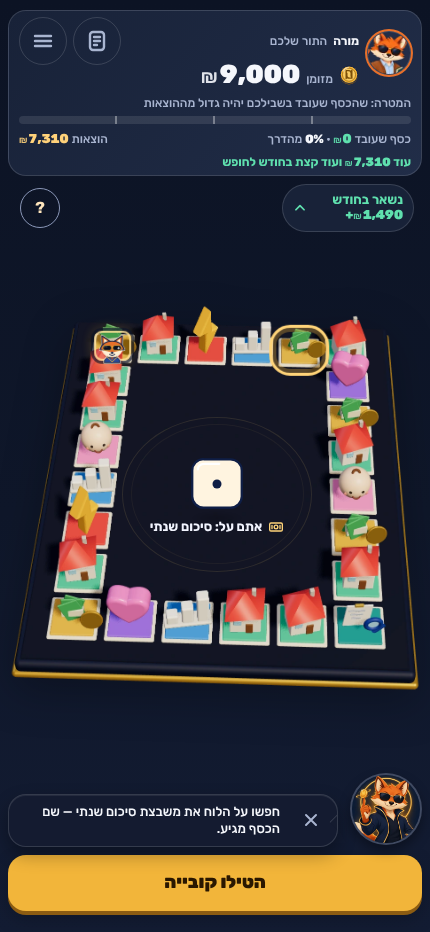 מורה התור שלכם
מזומן 9,000 ₪
המטרה: שהכסף שעובד בשבילכם יהיה גדול מההוצאות
כסף שעובד 0₪ · 0% מהדרך
הוצאות 7,310₪
עוד 7,310₪ ועוד קצת בחודש לחופש
נשאר בחודש
+1,490₪
?
אתם על: סיכום שנתי
חפשו על הלוח את משבצת סיכום שנתי — שם
הכסף מגיע.
הטילו קובייה